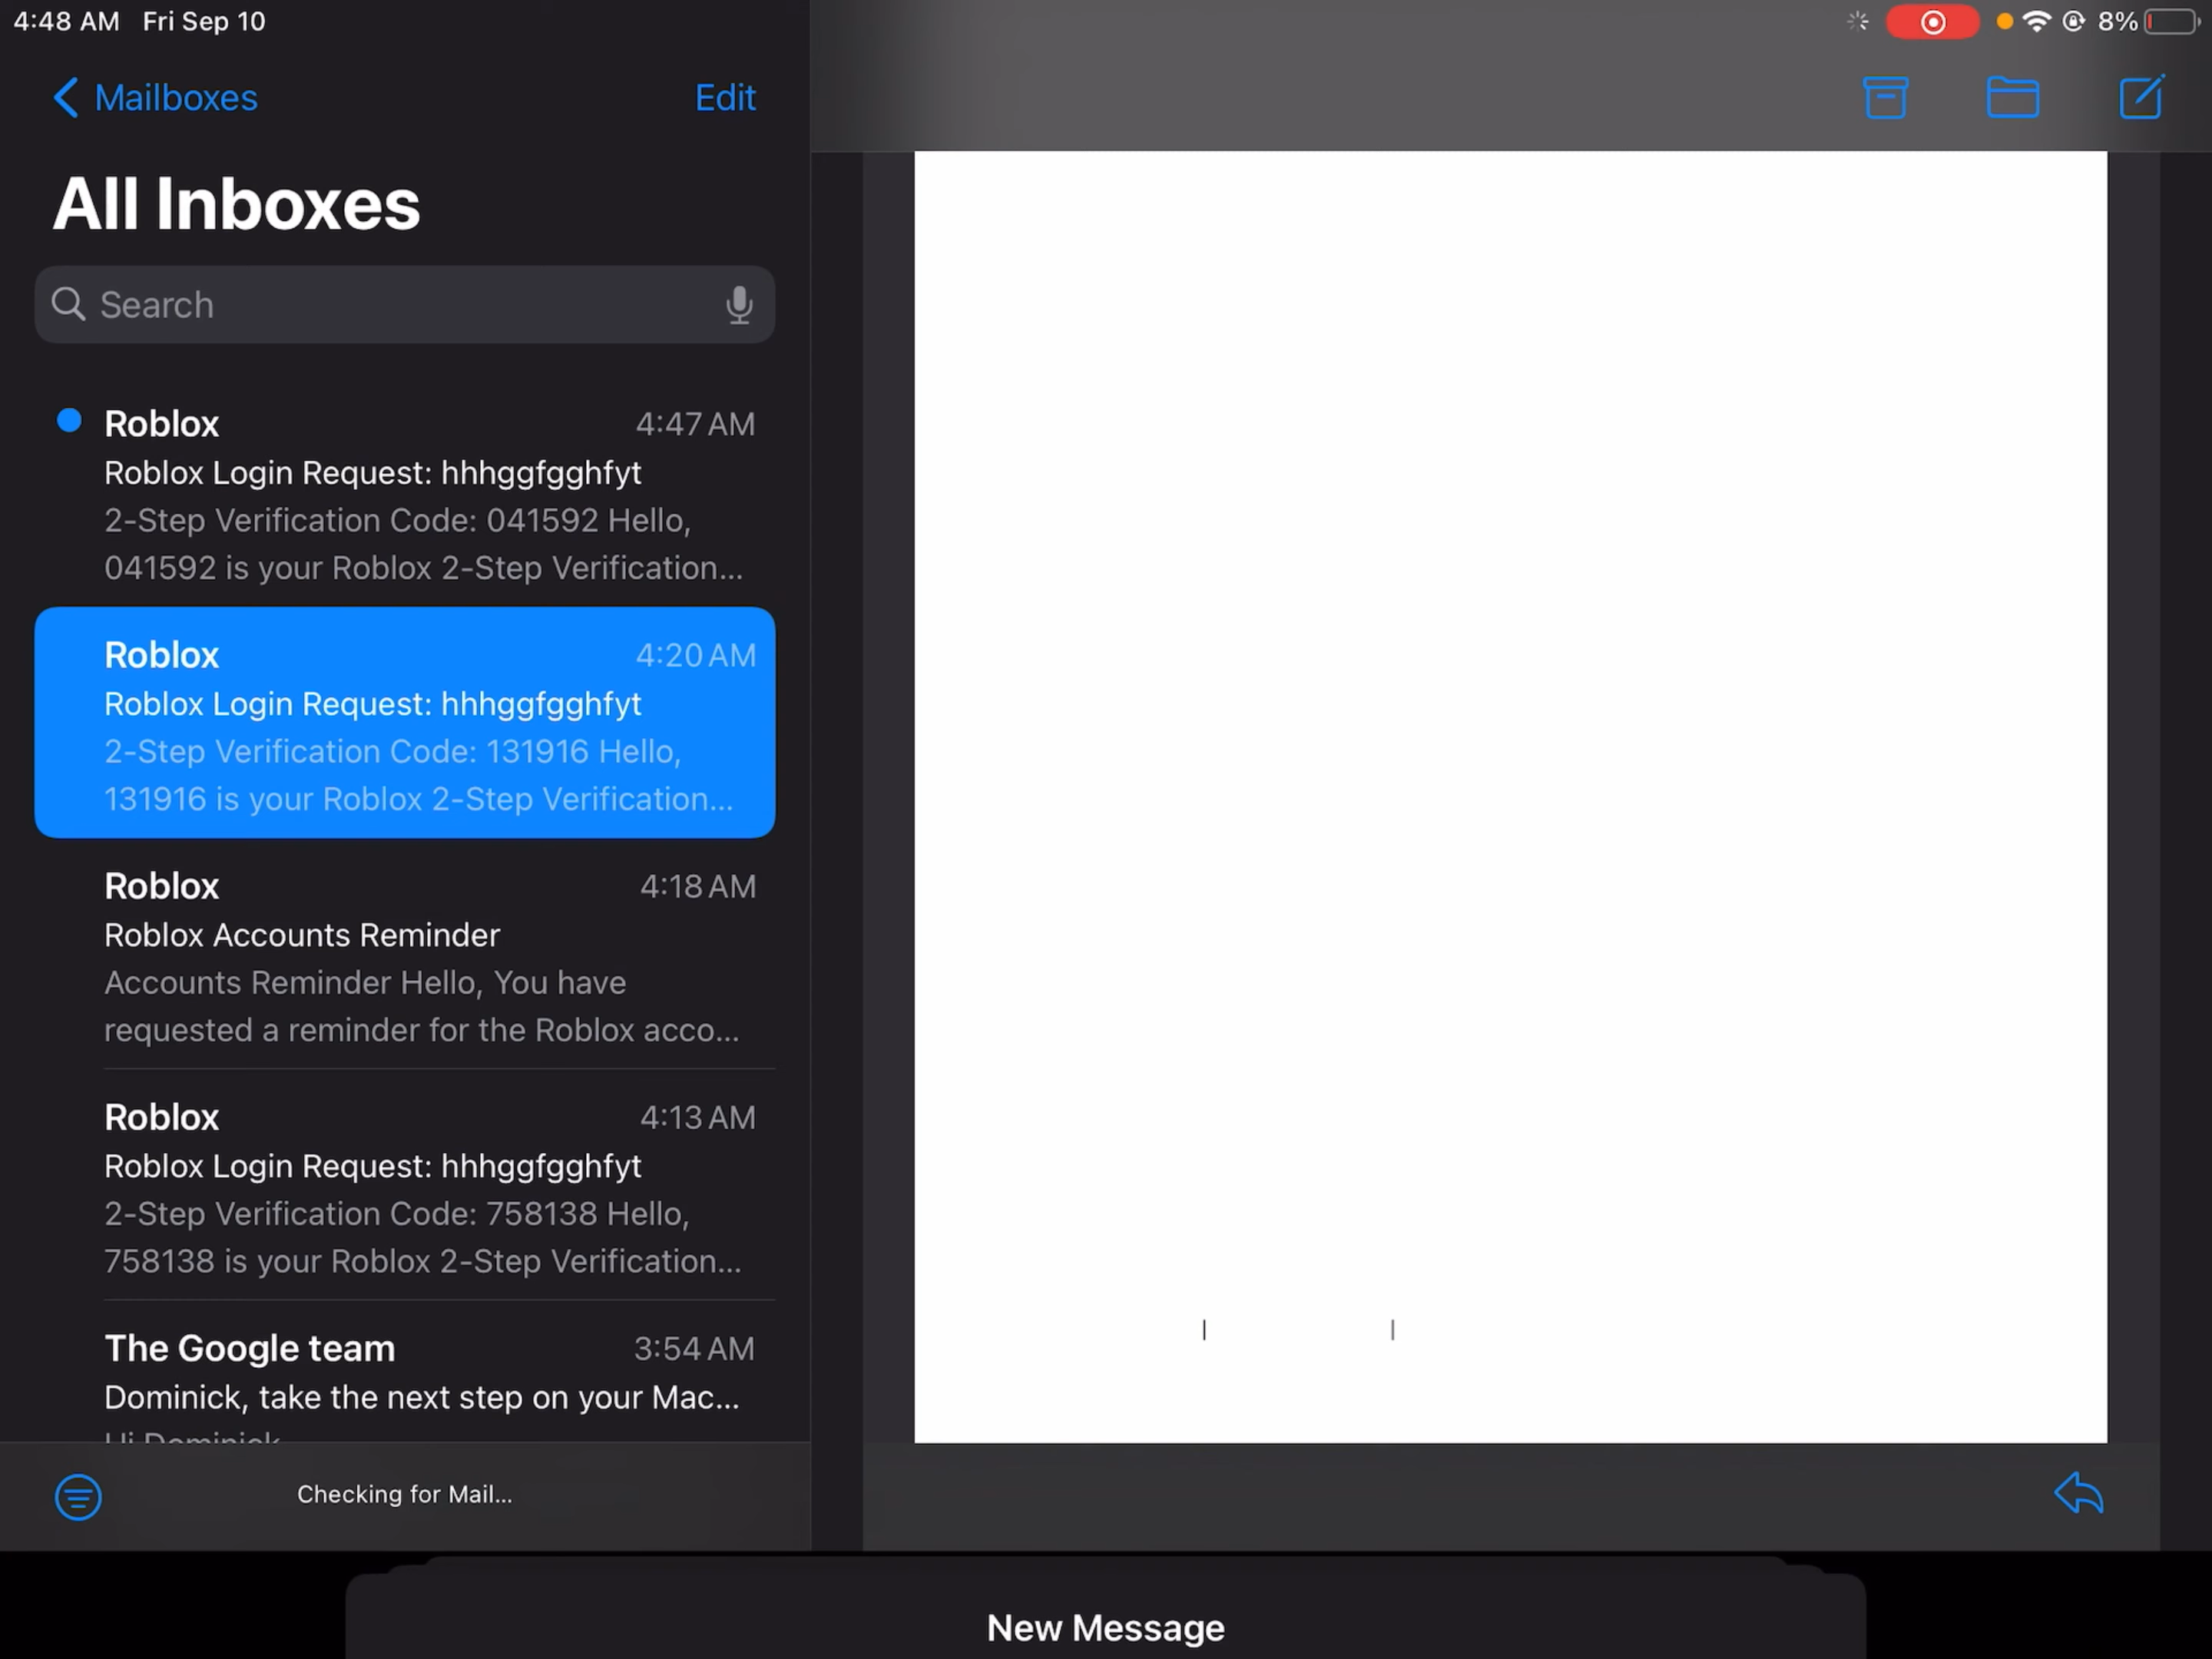 4:48 AM Fri Sep 10
8%
Mailboxes
Edit
All Inboxes
Search
Roblox 4:47 AM
Roblox Login Request: hhhggfgghfyt
2-Step Verification Code: 041592 Hello,
041592 is your Roblox 2-Step Verification...
Roblox 4:20 AM
Roblox Login Request: hhhggfgghfyt
2-Step Verification Code: 131916 Hello,
131916 is your Roblox 2-Step Verification...
Roblox 4:18 AM
Roblox Accounts Reminder
Accounts Reminder Hello, You have
requested a reminder for the Roblox acco...
Roblox 4:13 AM
Roblox Login Request: hhhggfgghfyt
2-Step Verification Code: 758138 Hello,
758138 is your Roblox 2-Step Verification...
The Google team 3:54 AM
Dominick, take the next step on your Mac...
Hi Dominick
Checking for Mail...
New Message